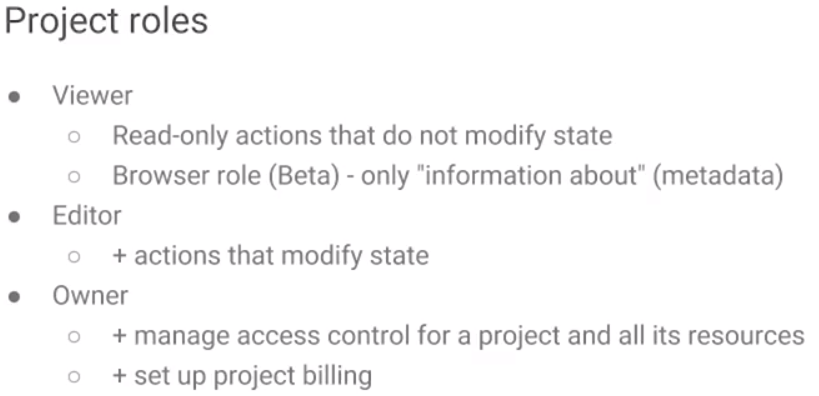 Project roles
● Viewer
○ Read-only actions that do not modify state
○ Browser role (Beta) - only "information about" (metadata)
● Editor
○ + actions that modify state
● Owner
○ + manage access control for a project and all its resources
○ + set up project billing